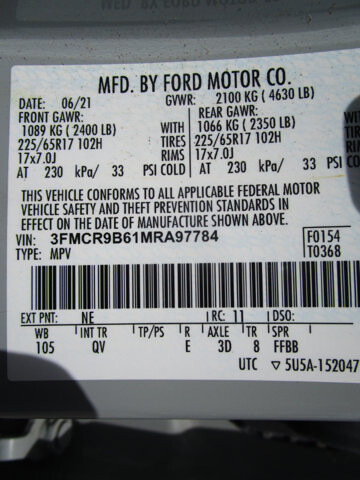 MFD. BY FORD MOTOR CO.
DATE: 06/21 GVWR: 2100 KG (4630 LB)
FRONT GAWR: REAR GAWR:
1089 KG (2400 LB) WITH 1066 KG (2350 LB)
225/65R17 102H TIRES 225/65R17 102H
17x7.0J RIMS 17x7.0J
AT 230 kPa/ 33 PSI COLD AT 230 kPa/ 33 PSI COLD
THIS VEHICLE CONFORMS TO ALL APPLICABLE FEDERAL MOTOR
VEHICLE SAFETY AND THEFT PREVENTION STANDARDS IN
EFFECT ON THE DATE OF MANUFACTURE SHOWN ABOVE.
VIN: 3FMCR9B61MRA97784 F0154
TYPE: MPV T0368
EXT PNT: NE RC: 11 DSO:
WB INT TR TP/PS R AXLE TR SPR
105 QV E 3D 8 FFBB
UTC ▽5U5A-152047